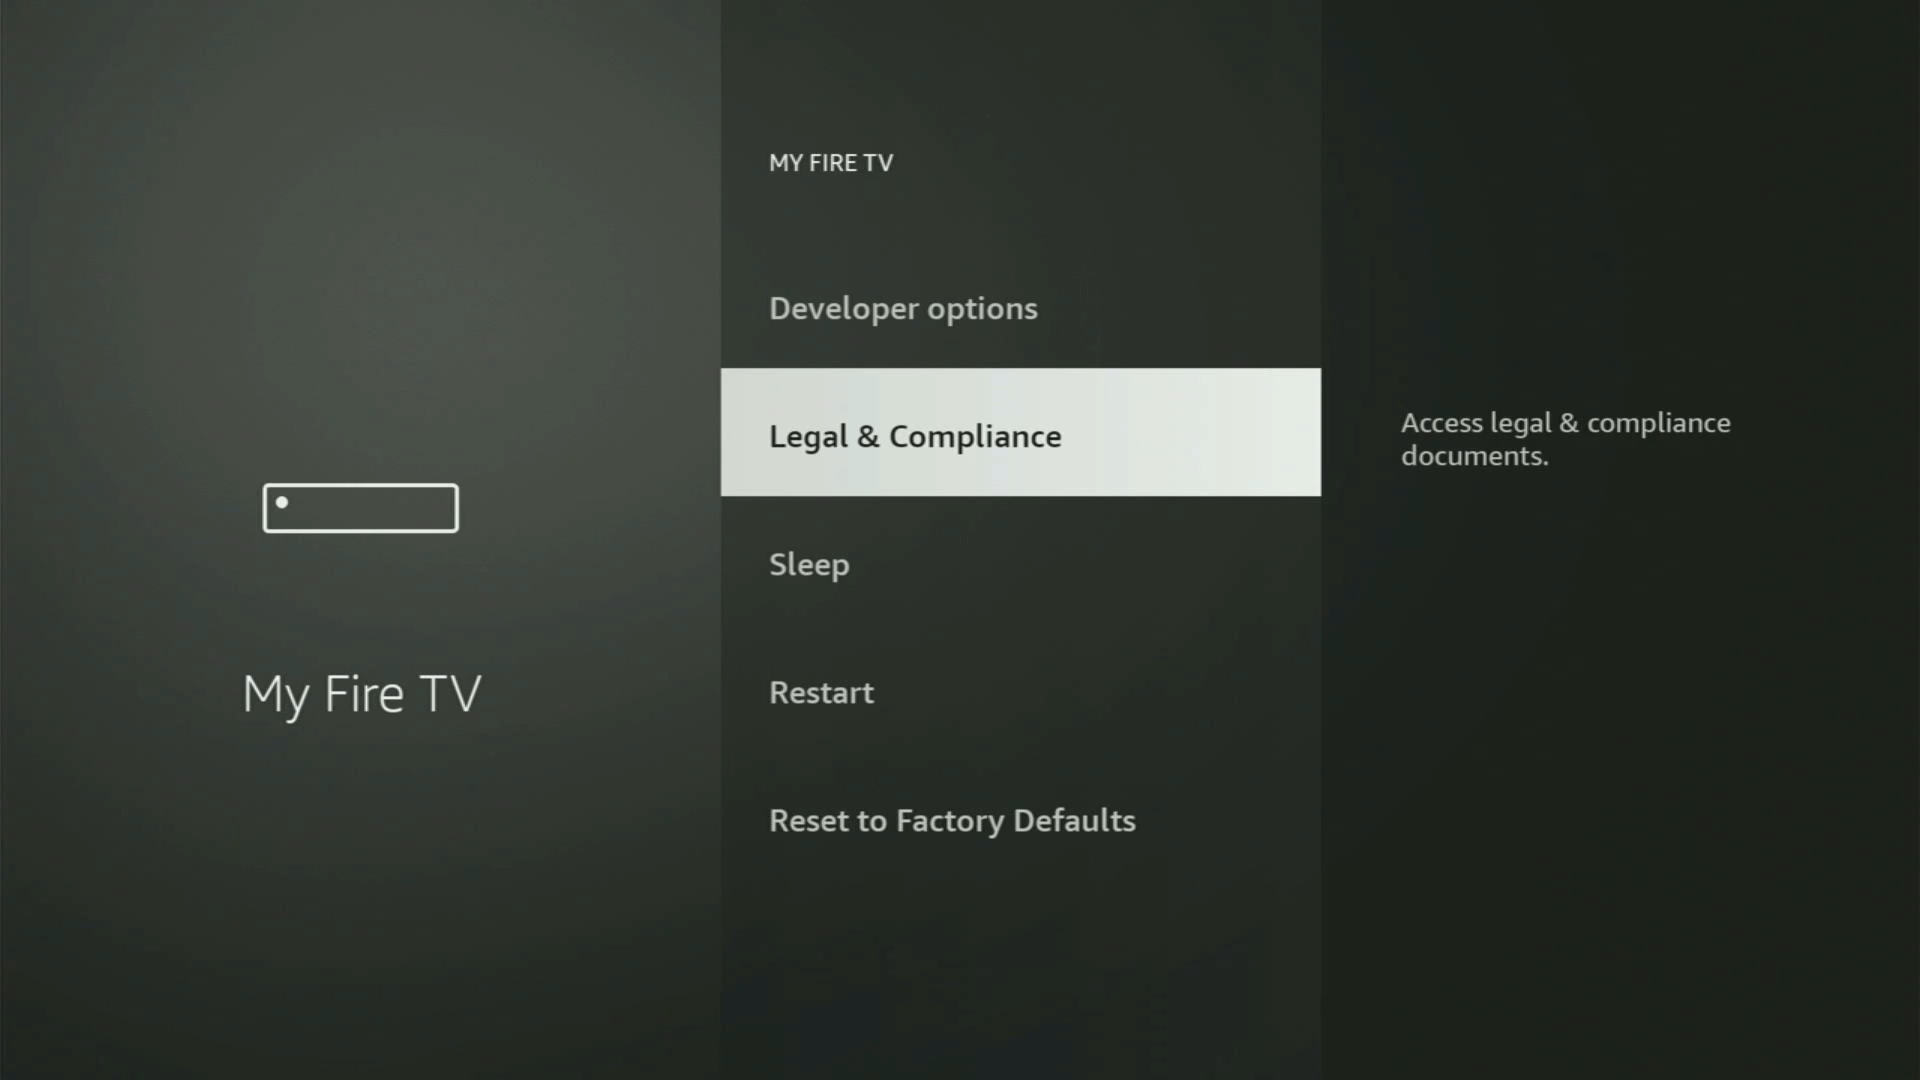 MY FIRE TV
Developer options
Legal & Compliance
Sleep
Restart
Reset to Factory Defaults
My Fire TV
Access legal & compliance
documents.